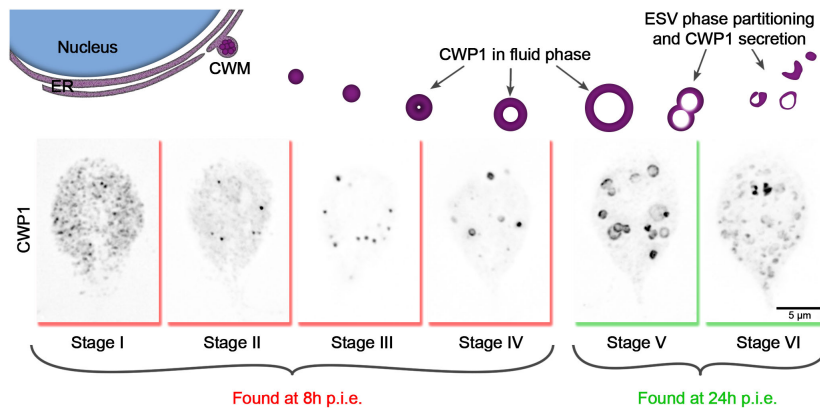 Nucleus
ER
CWM
CWP1 in fluid phase
ESV phase partitioning
and CWP1 secretion
CWP1
5 µm
Stage I
Stage II
Stage III
Stage IV
Stage V
Stage VI
Found at 8h p.i.e.
Found at 24h p.i.e.